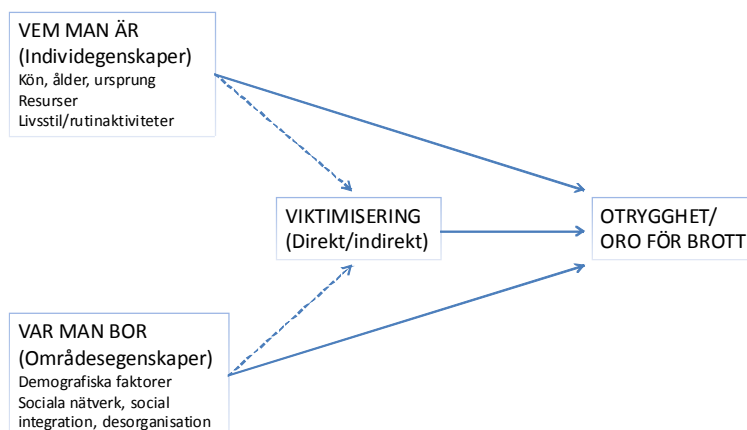 VEM MAN ÄR
(Individegenskaper)
Kön, ålder, ursprung
Resurser
Livsstil/rutinaktiviteter
VIKTIMISERING
(Direkt/indirekt)
OTRYGGHET/
ORO FÖR BROTT
VAR MAN BOR
(Områdesegenskaper)
Demografiska faktorer
Sociala nätverk, social
integration, desorganisation